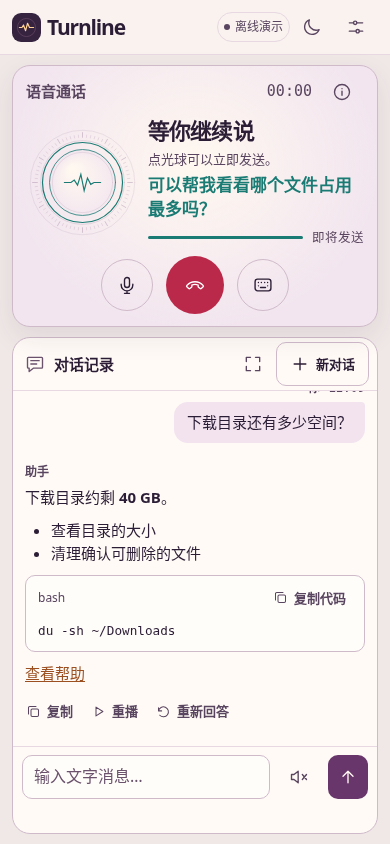 Turnline
离线演示
语音通话
00:00
等你继续说
点光球可以立即发送。
可以帮我看看哪个文件占用
最多吗?
即将发送
对话记录
新对话
下载目录还有多少空间?
助手
下载目录约剩 40 GB。
查看目录的大小
清理确认可删除的文件
bash
复制代码
du -sh ~/Downloads
查看帮助
复制
重播
重新回答
输入文字消息…